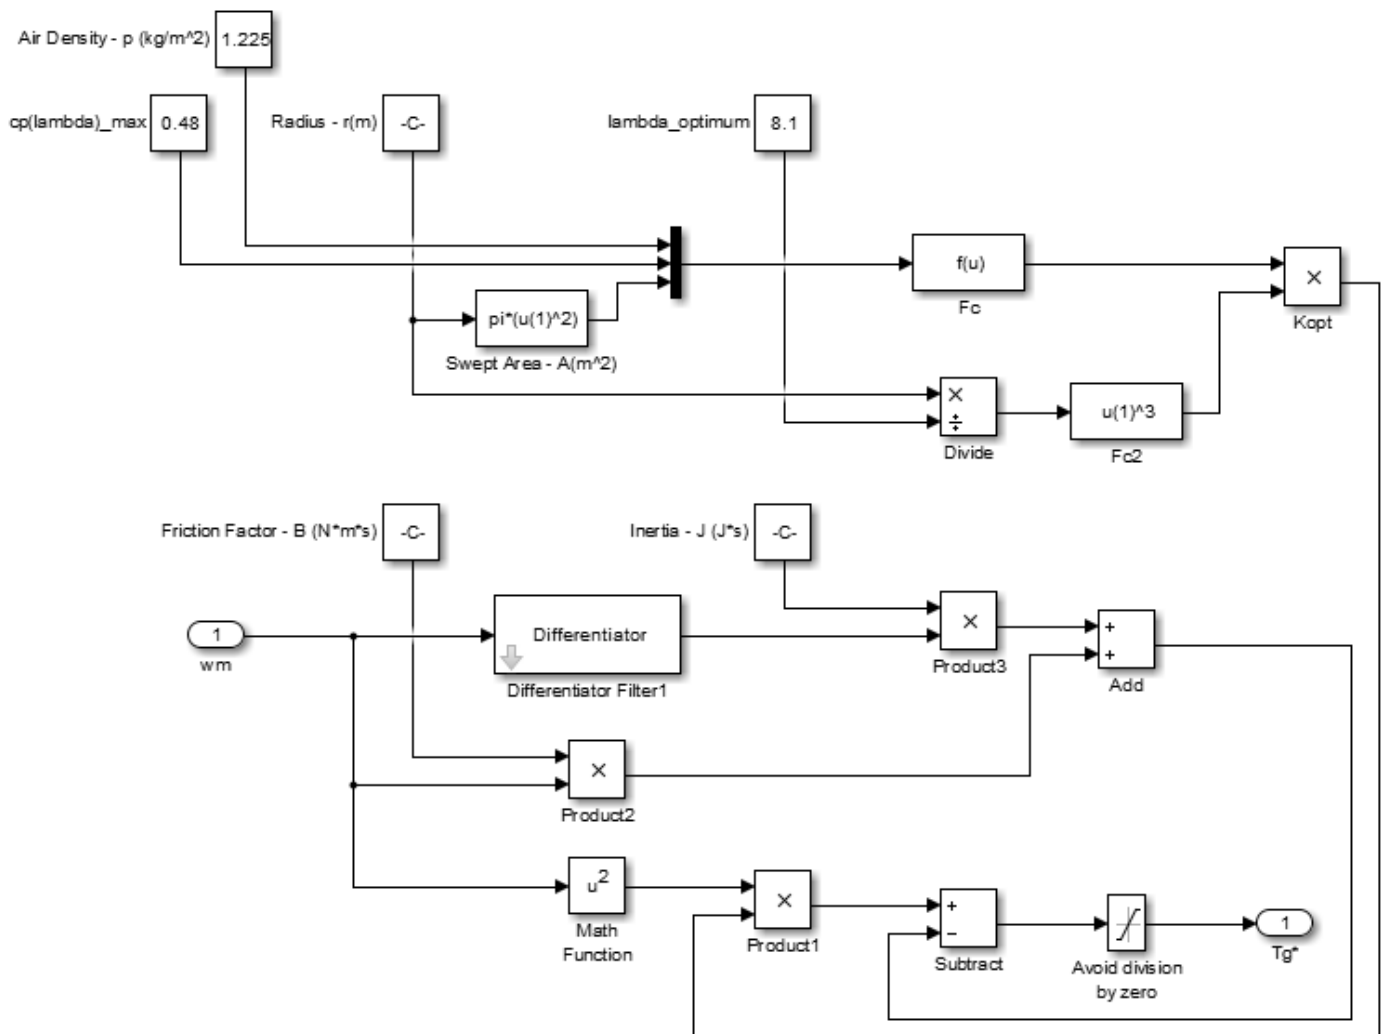 Air Density - p (kg/m^2)
1.225
cp(lambda)_max
0.48
Radius - r(m)
-C-
lambda_optimum
8.1
f(u)
Fc
×
Kopt
pi*(u(1)^2)
Swept Area - A(m^2)
×
÷
Divide
u(1)^3
Fc2
Friction Factor - B (N*m*s)
-C-
Inertia - J (J*s)
-C-
1
wm
Differentiator
Differentiator Filter1
×
Product3
+
+
Add
×
Product2
u²
Math
Function
×
Product1
+
−
Subtract
Avoid division
by zero
1
Tg*